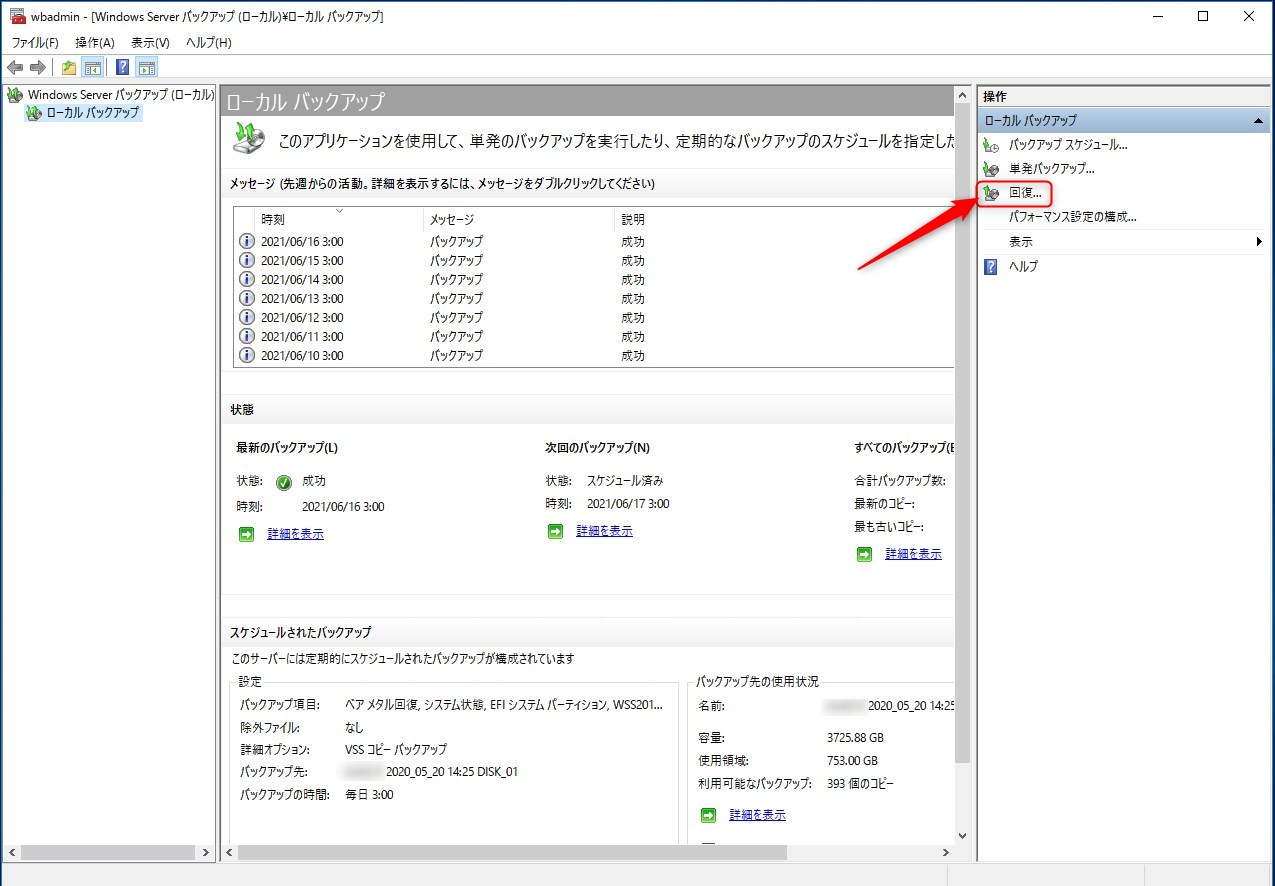 wbadmin - [Windows Server バックアップ (ローカル)¥ローカル バックアップ]
ファイル(F) 操作(A) 表示(V) ヘルプ(H)
Windows Server バックアップ (ローカル)
ローカル バックアップ
ローカル バックアップ
このアプリケーションを使用して、単発のバックアップを実行したり、定期的なバックアップのスケジュールを指定した
メッセージ (先週からの活動。詳細を表示するには、メッセージをダブルクリックしてください)
時刻 メッセージ 説明
2021/06/16 3:00 バックアップ 成功
2021/06/15 3:00 バックアップ 成功
2021/06/14 3:00 バックアップ 成功
2021/06/13 3:00 バックアップ 成功
2021/06/12 3:00 バックアップ 成功
2021/06/11 3:00 バックアップ 成功
2021/06/10 3:00 バックアップ 成功
状態
最新のバックアップ(L)
状態: 成功
時刻: 2021/06/16 3:00
詳細を表示
次回のバックアップ(N)
状態: スケジュール済み
時刻: 2021/06/17 3:00
詳細を表示
すべてのバックアップ(
合計バックアップ数:
最新のコピー:
最も古いコピー:
詳細を表示
スケジュールされたバックアップ
このサーバーには定期的にスケジュールされたバックアップが構成されています
設定
バックアップ項目: ベア メタル回復, システム状態, EFI システム パーティション, WSS201...
除外ファイル: なし
詳細オプション: VSS コピー バックアップ
バックアップ先: 2020_05_20 14:25 DISK_01
バックアップの時間: 毎日 3:00
バックアップ先の使用状況
名前: 2020_05_20 14:25
容量: 3725.88 GB
使用領域: 753.00 GB
利用可能なバックアップ: 393 個のコピー
詳細を表示
操作
ローカル バックアップ
バックアップ スケジュール...
単発バックアップ...
回復...
パフォーマンス設定の構成...
表示
ヘルプ